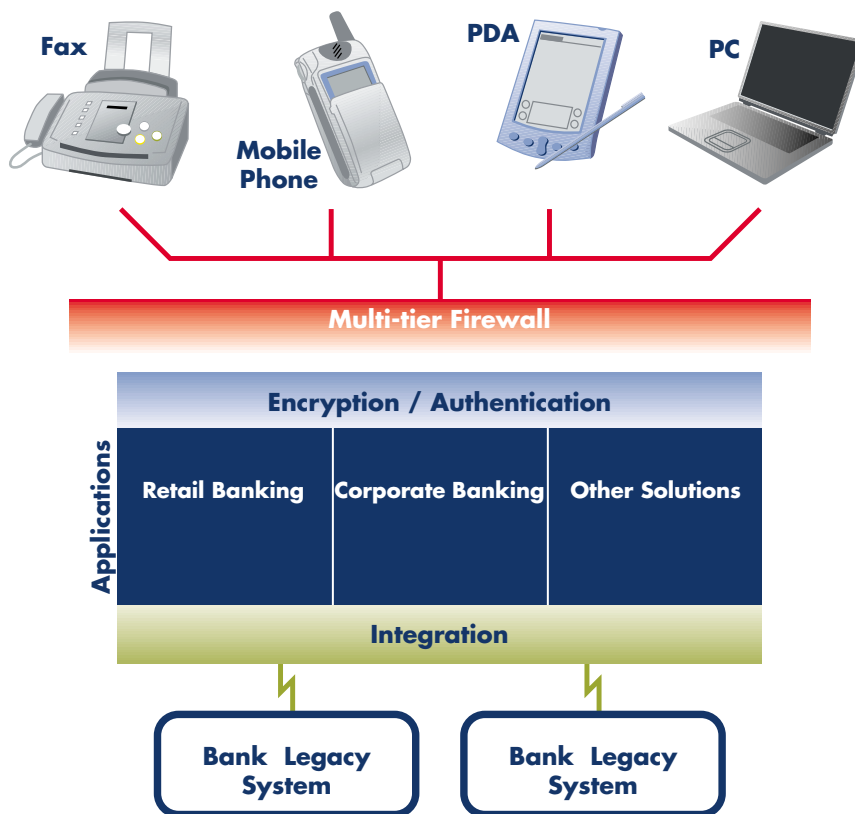 Fax
PDA
PC
Mobile
Phone
Multi-tier Firewall
Encryption / Authentication
Applications
Retail Banking
Corporate Banking
Other Solutions
Integration
Bank Legacy
System
Bank Legacy
System